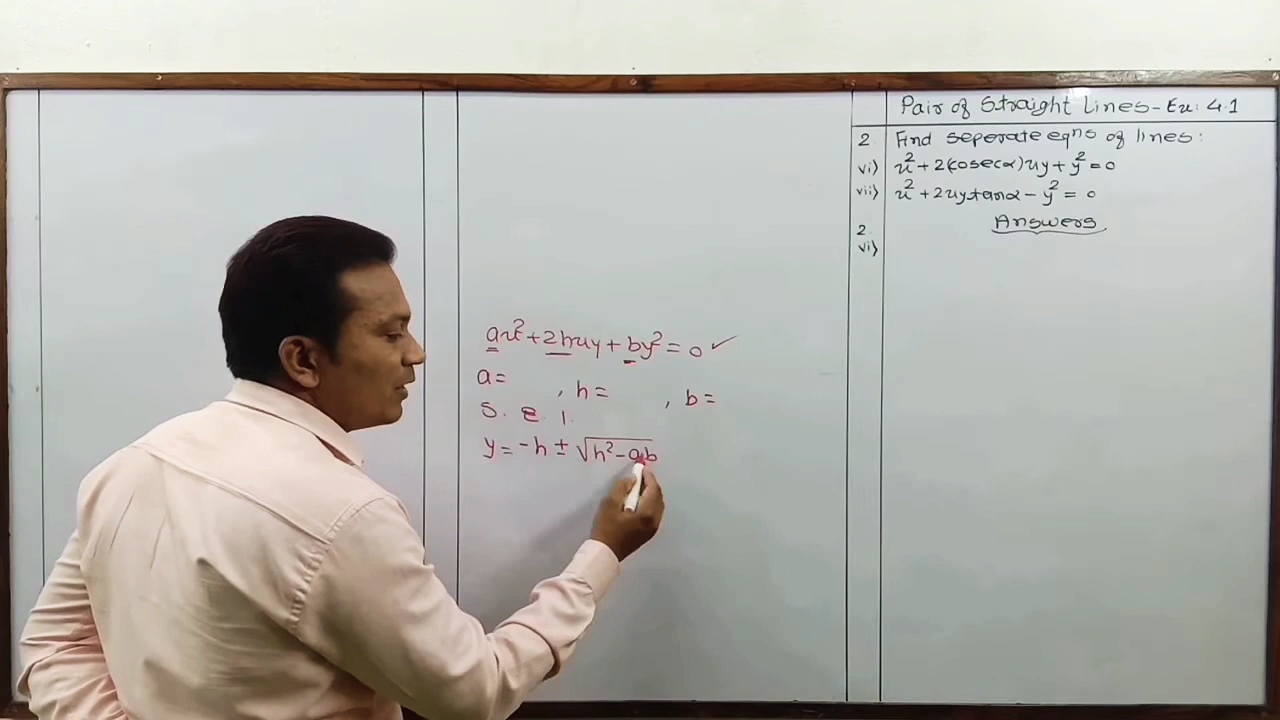 Pair of Straight Lines - Ex: 4.1
2. Find seperate eqns of lines:
vi) x² + 2(cosecα)xy + y² = 0
vii) x² + 2xytanα - y² = 0
Answers
2.
vi)
ax² + 2hxy + by² = 0 ✓
a= , h= , b=
S. E. 1.
y = -h ± √h² - ab